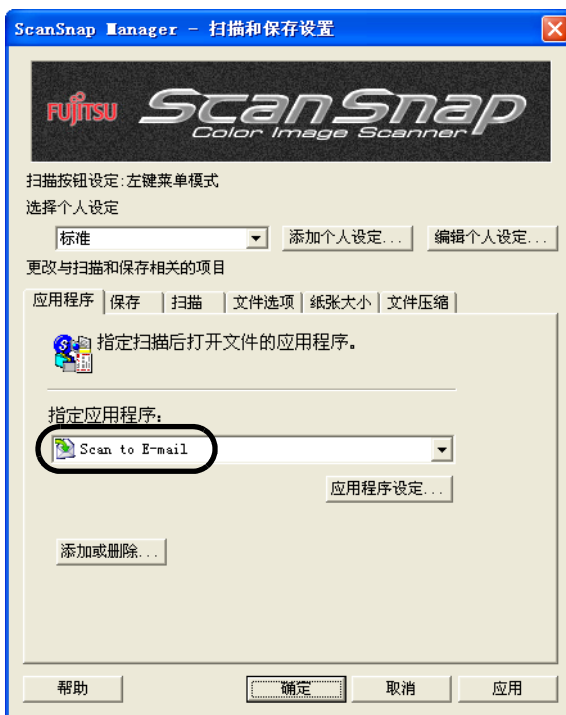 ScanSnap Manager - 扫描和保存设置
FUJITSU ScanSnap
Color Image Scanner
扫描按钮设定:左键菜单模式
选择个人设定
标准 添加个人设定... 编辑个人设定...
更改与扫描和保存相关的项目
应用程序 保存 扫描 文件选项 纸张大小 文件压缩
指定扫描后打开文件的应用程序。
指定应用程序:
Scan to E-mail
应用程序设定...
添加或删除...
帮助 确定 取消 应用